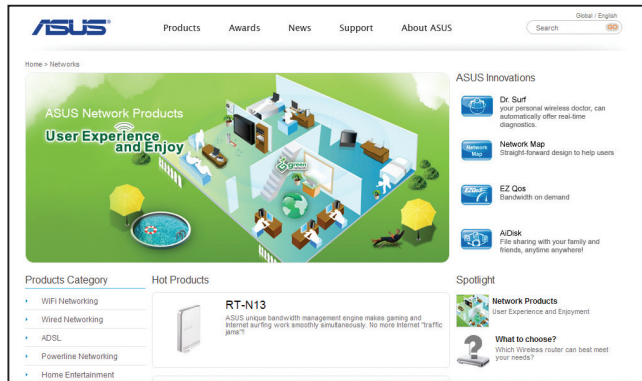 Global / English
ASUS
Products
Awards
News
Support
About ASUS
Search
GO
Home > Networks
ASUS Network Products
User Experience
and Enjoy
green
ASUS Innovations
Dr. Surf
your personal wireless doctor, can
automatically offer real-time
diagnostics.
Network
Map
Network Map
Straight-forward design to help users
EZQoS
EZ Qos
Bandwidth on demand
AiDisk
File sharing with your family and
friends, anytime anywhere!
Products Category
WiFi Networking
Wired Networking
ADSL
Powerline Networking
Home Entertainment
Hot Products
RT-N13
ASUS unique bandwidth management engine makes gaming and
Internet surfing work smoothly simultaneously. No more Internet "traffic
jams"!
Spotlight
Network Products
User Experience and Enjoyment
What to choose?
Which Wireless router can best meet
your needs?